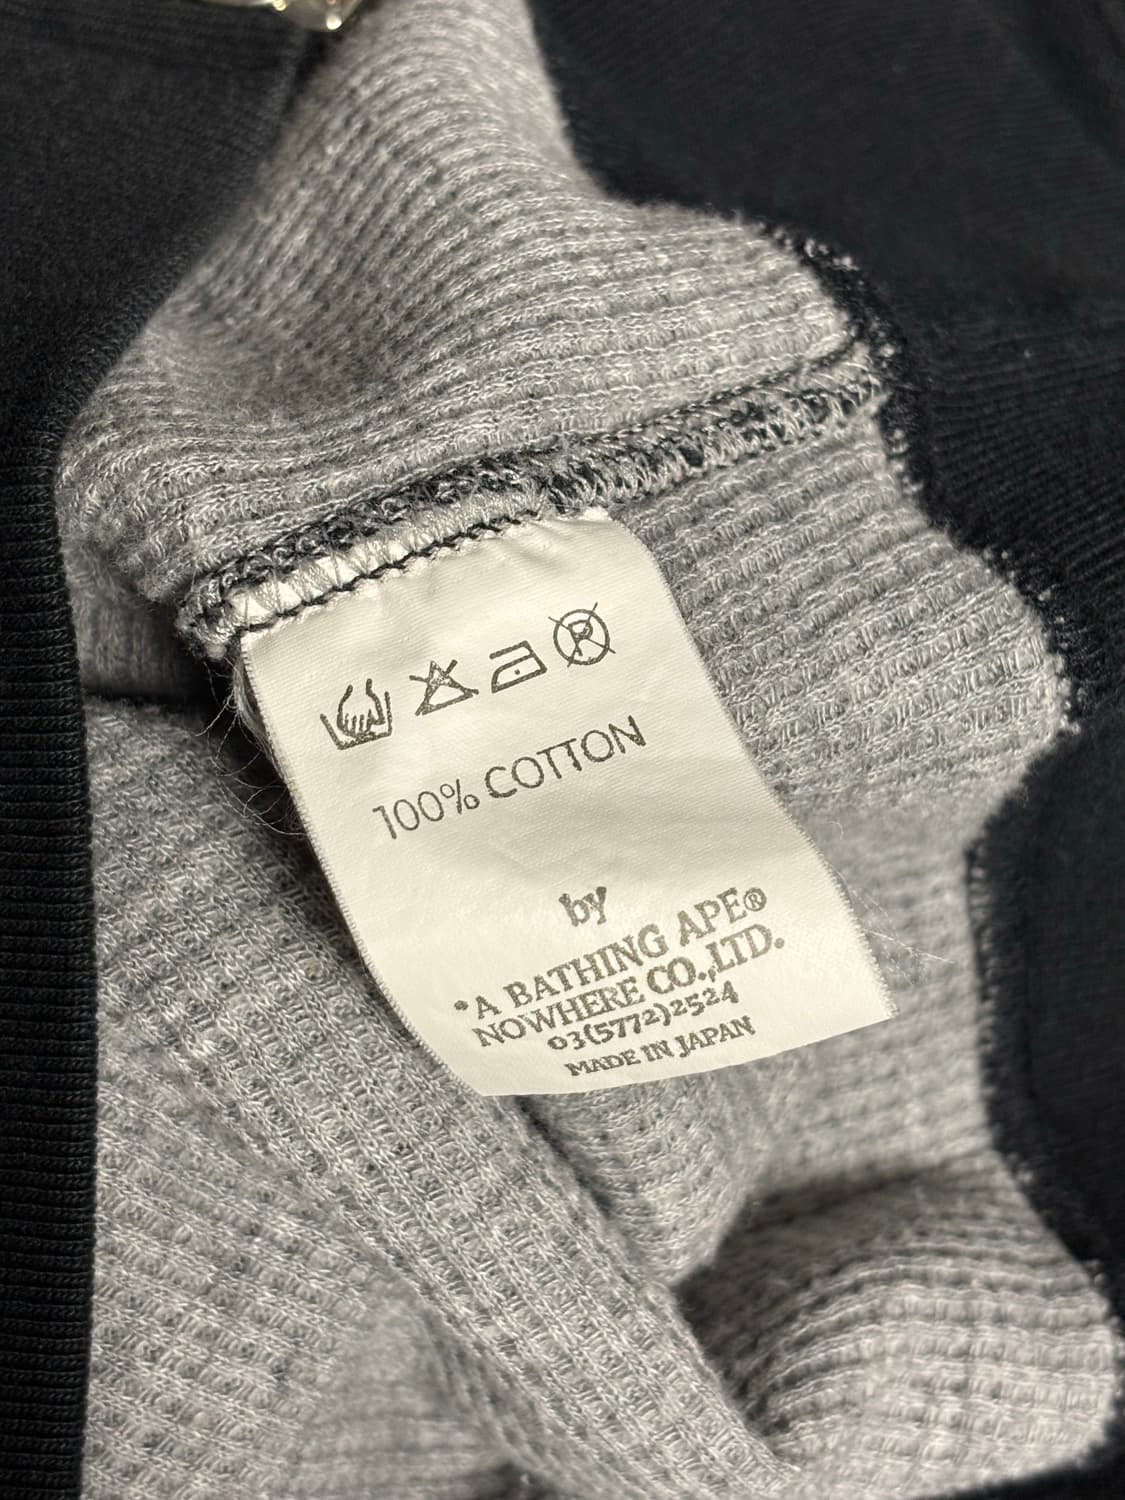 100% COTTON
by
*A BATHING APE®
NOWHERE CO.,LTD.
03(5772)2524
MADE IN JAPAN